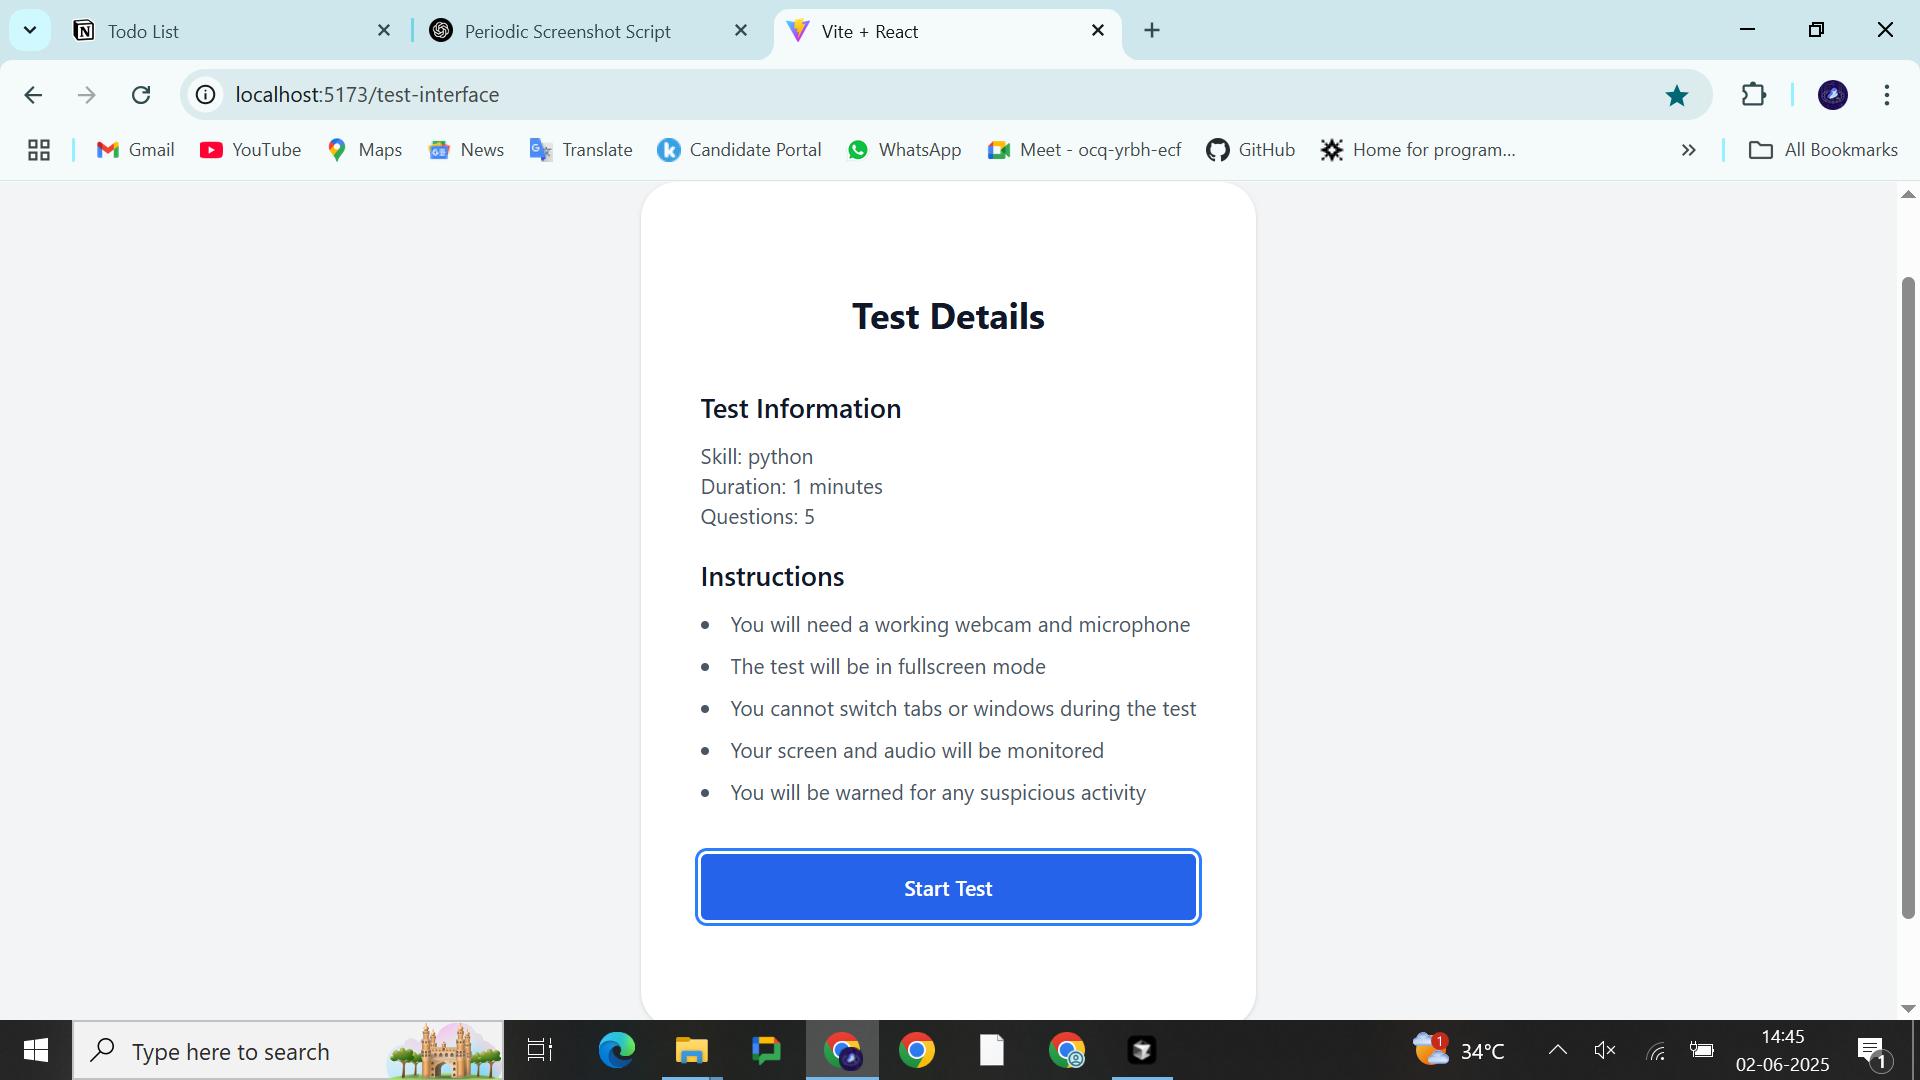 Todo List
Periodic Screenshot Script
Vite + React
localhost:5173/test-interface
Gmail
YouTube
Maps
News
Translate
Candidate Portal
WhatsApp
Meet - ocq-yrbh-ecf
GitHub
Home for program...
All Bookmarks
Test Details
Test Information
Skill: python
Duration: 1 minutes
Questions: 5
Instructions
You will need a working webcam and microphone
The test will be in fullscreen mode
You cannot switch tabs or windows during the test
Your screen and audio will be monitored
You will be warned for any suspicious activity
Start Test
Type here to search
1
34°C
14:45
02-06-2025
1